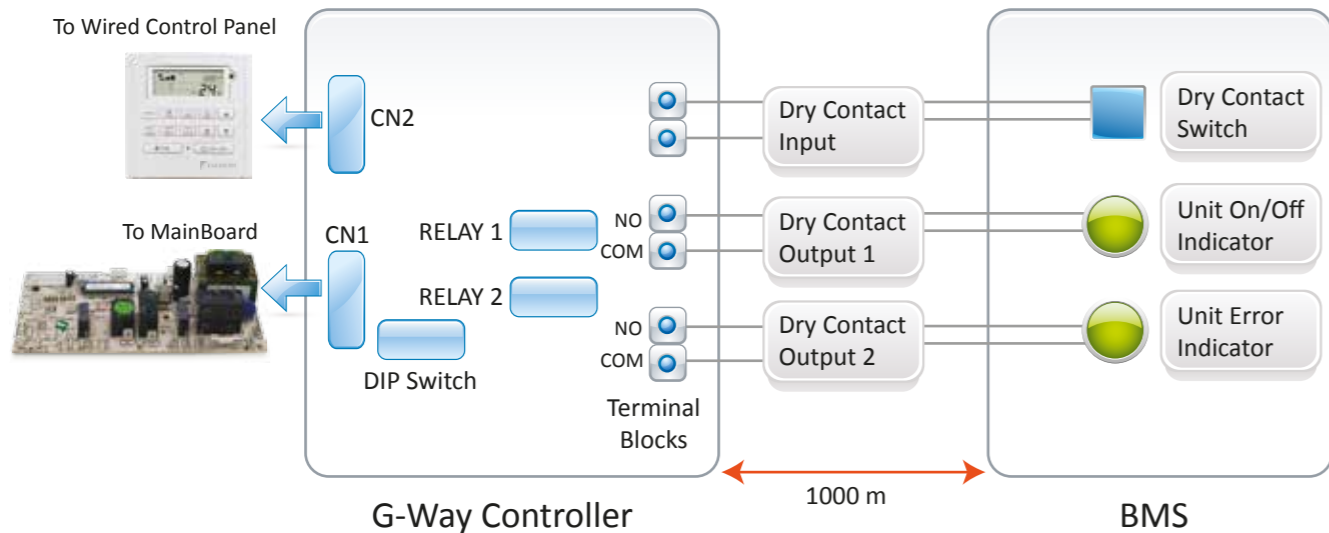 To Wired Control Panel
24
CN2
Dry Contact
Input
Dry Contact
Switch
To MainBoard
CN1
RELAY 1
NO
COM
Dry Contact
Output 1
Unit On/Off
Indicator
RELAY 2
NO
COM
Dry Contact
Output 2
Unit Error
Indicator
DIP Switch
Terminal
Blocks
1000 m
G-Way Controller
BMS